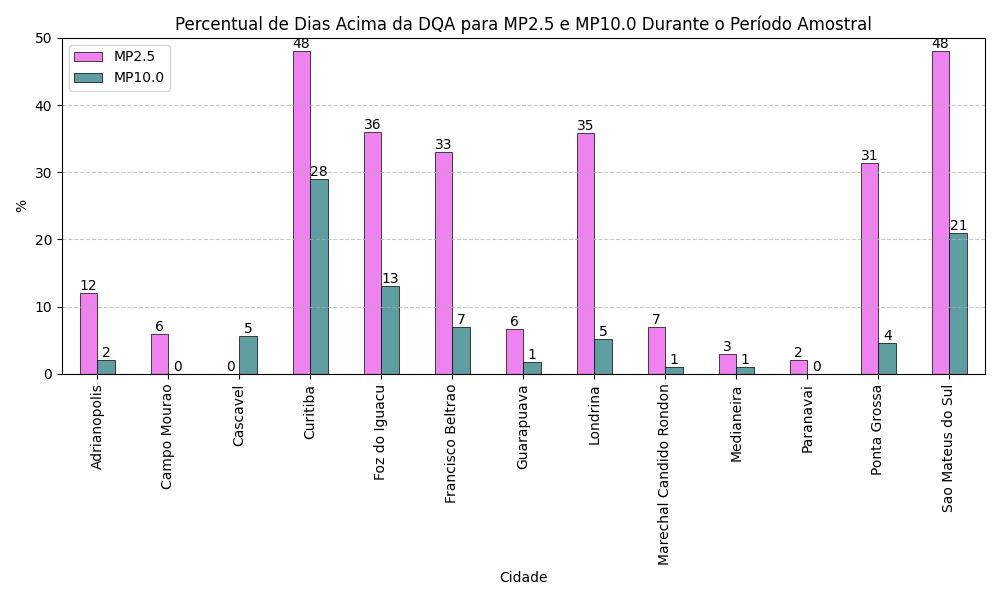 Percentual de Dias Acima da DQA para MP2.5 e MP10.0 Durante o Período Amostral
MP2.5
MP10.0
%
50
40
30
20
10
0
12
2
6
0
0
5
48
28
36
13
33
7
6
1
35
5
7
1
3
1
2
0
31
4
48
21
Adrianopolis
Campo Mourao
Cascavel
Curitiba
Foz do Iguacu
Francisco Beltrao
Guarapuava
Londrina
Marechal Candido Rondon
Medianeira
Paranavai
Ponta Grossa
Sao Mateus do Sul
Cidade